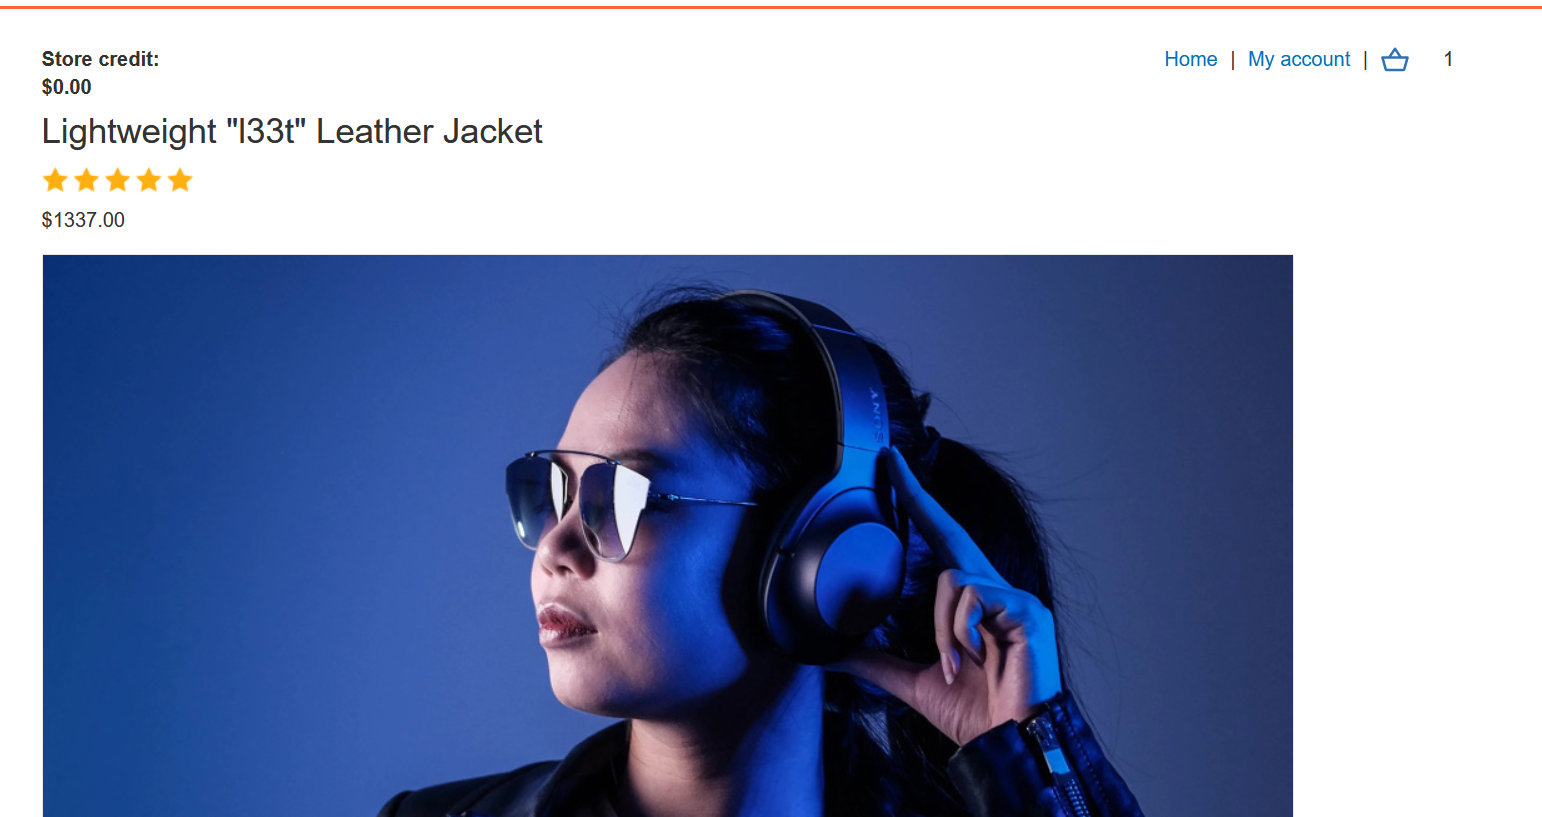 Store credit:
$0.00
Home | My account | 1
Lightweight "l33t" Leather Jacket
$1337.00
SONY